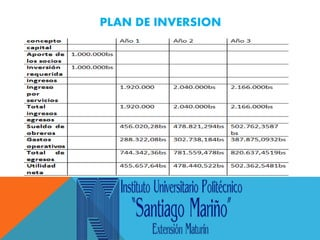 PLAN DE INVERSION
concepto Año 1 Año 2 Año 3
capital
Aporte de los socios 1.000.000bs
Inversión requerida 1.000.000bs
ingresos
Ingreso por servicios 1.920.000 2.040.000bs 2.166.000bs
Total ingresos 1.920.000 2.040.000bs 2.166.000bs
egresos
Sueldo de obreros 456.020,28bs 478.821,294bs 502.762,3587 bs
Gastos operativos 288.322,08bs 302.738,184bs 387.875,0932bs
Total de egresos 744.342,36bs 781.559,478bs 820.637,4519bs
Utilidad neta 455.657,64bs 478.440,522bs 502.362,5481bs
Instituto Universitario Politécnico
"Santiago Mariño"
Extensión Maturín